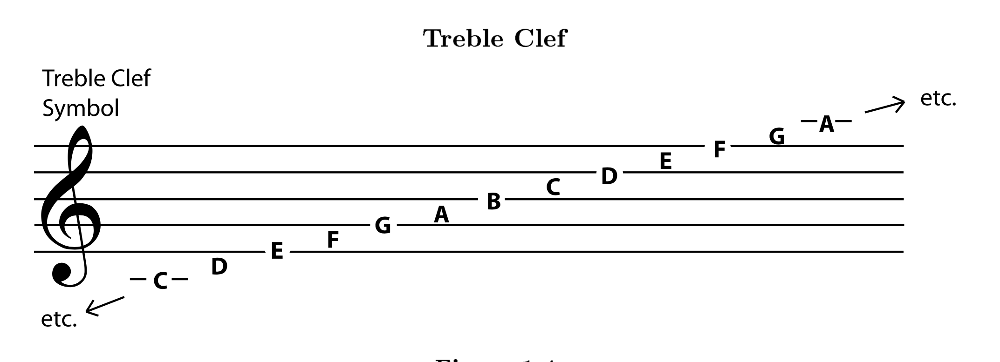 Treble Clef
Treble Clef
Symbol
etc.
A
G
F
E
D
C
B
A
G
F
E
D
C
etc.